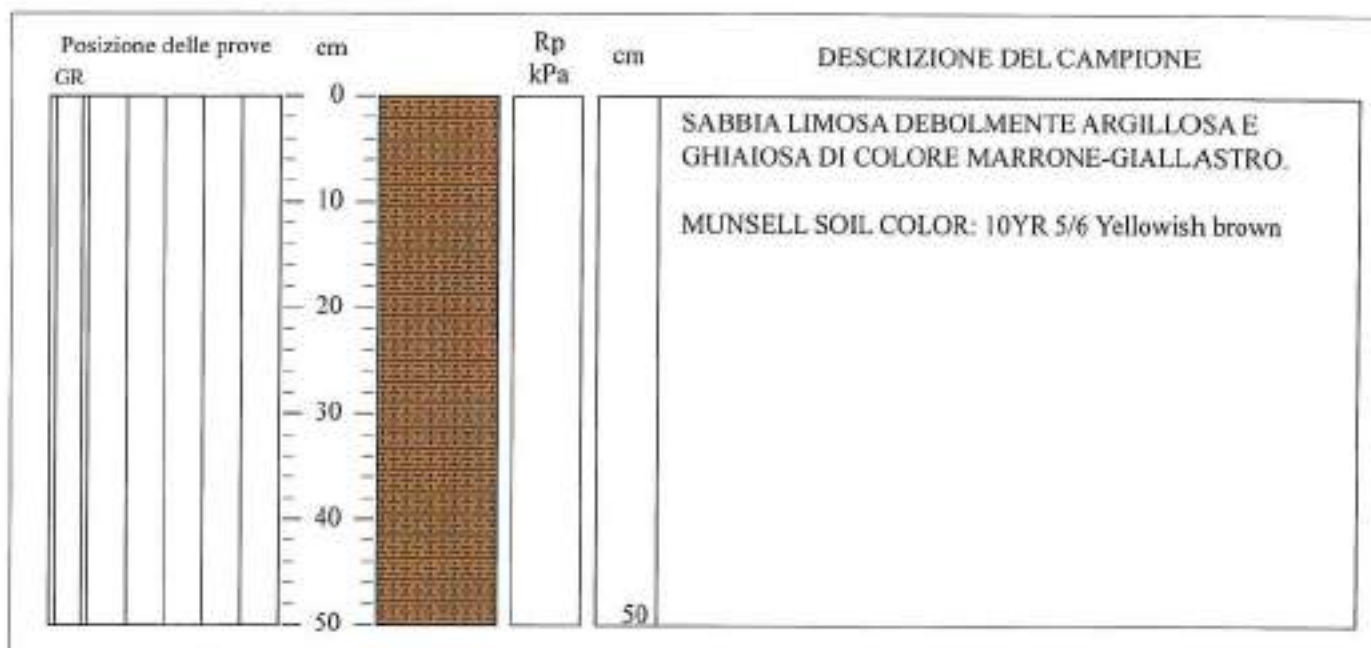 Posizione delle prove
cm
Rp
kPa
cm
DESCRIZIONE DEL CAMPIONE
GR
0
10
20
30
40
50
50
SABBIA LIMOSA DEBOLMENTE ARGILLOSA E
GHIAIOSA DI COLORE MARRONE-GIALLASTRO.
MUNSELL SOIL COLOR: 10YR 5/6 Yellowish brown